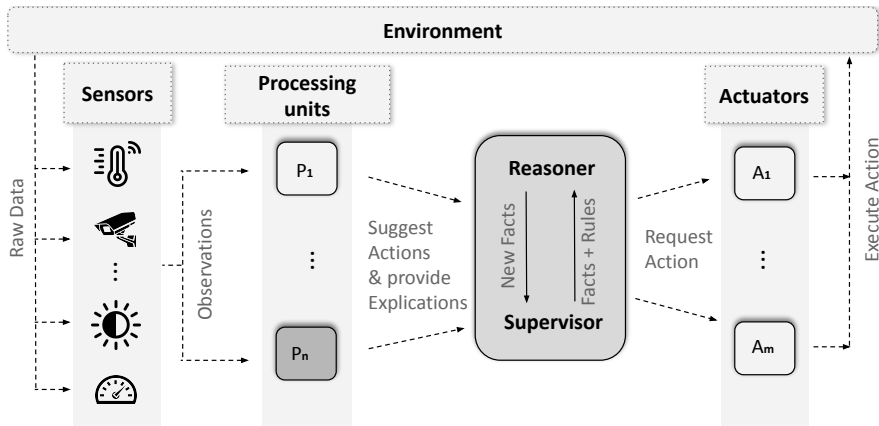 Environment
Sensors
Processing
units
Actuators
Raw Data
Observations
P1
⋮
Pn
Suggest
Actions
& provide
Explications
Reasoner
New Facts
Facts + Rules
Supervisor
Request
Action
A1
⋮
Am
Execute Action